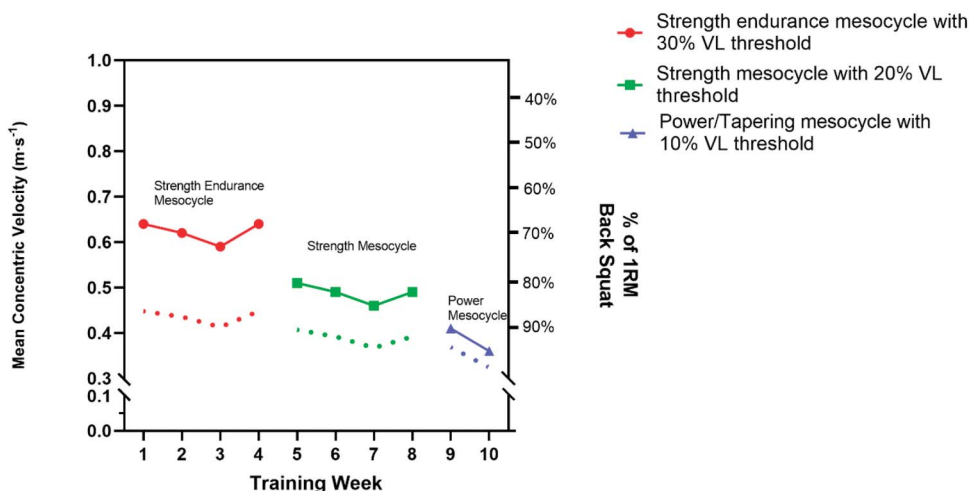 Strength endurance mesocycle with
30% VL threshold
Strength mesocycle with 20% VL
threshold
Power/Tapering mesocycle with
10% VL threshold
Mean Concentric Velocity (m·s⁻¹)
1.0
0.9
0.8
0.7
0.6
0.5
0.4
0.3
0.1
0.0
Strength Endurance
Mesocycle
Strength Mesocycle
Power
Mesocycle
40%
50%
60%
70%
80%
90%
% of 1RM
Back Squat
1 2 3 4 5 6 7 8 9 10
Training Week